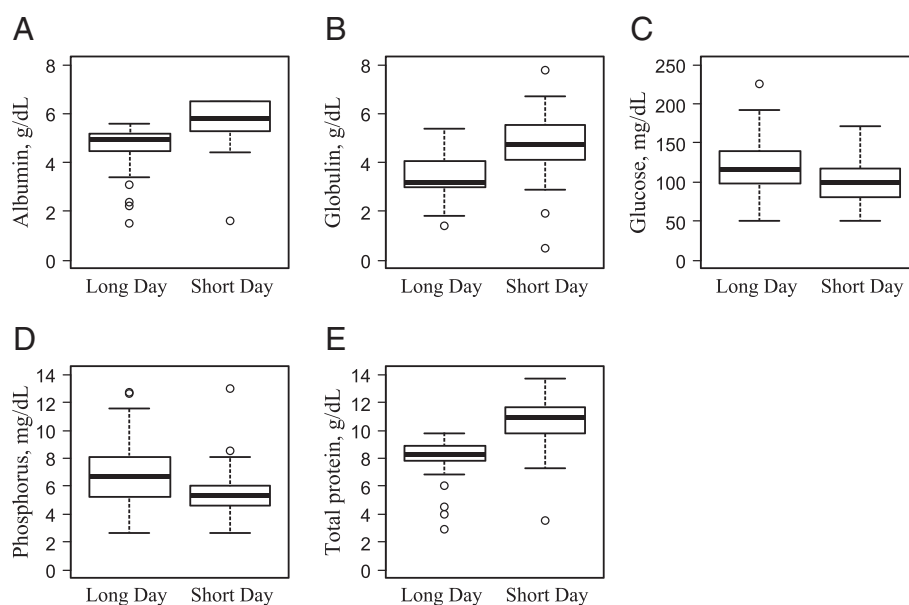 A
Albumin, g/dL
8
6
4
2
0
Long Day Short Day
B
Globulin, g/dL
8
6
4
2
0
Long Day Short Day
C
Glucose, mg/dL
250
200
150
100
50
0
Long Day Short Day
D
Phosphorus, mg/dL
14
12
10
8
6
4
2
0
Long Day Short Day
E
Total protein, g/dL
14
12
10
8
6
4
2
0
Long Day Short Day